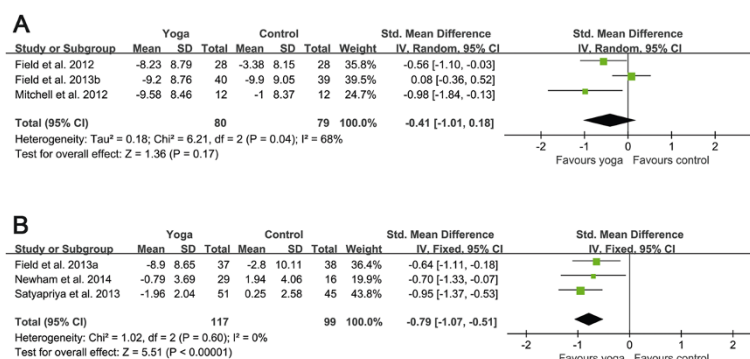 A
Yoga Control Std. Mean Difference Std. Mean Difference
Study or Subgroup Mean SD Total Mean SD Total Weight IV, Random, 95% CI IV, Random, 95% CI
Field et al. 2012 -8.23 8.79 28 -3.38 8.15 28 35.8% -0.56 [-1.10, -0.03]
Field et al. 2013b -9.2 8.76 40 -9.9 9.05 39 39.5% 0.08 [-0.36, 0.52]
Mitchell et al. 2012 -9.58 8.46 12 -1 8.37 12 24.7% -0.98 [-1.84, -0.13]
Total (95% CI) 80 79 100.0% -0.41 [-1.01, 0.18]
Heterogeneity: Tau² = 0.18; Chi² = 6.21, df = 2 (P = 0.04); I² = 68%
Test for overall effect: Z = 1.36 (P = 0.17)
-2 -1 0 1 2
Favours yoga Favours control
B
Yoga Control Std. Mean Difference Std. Mean Difference
Study or Subgroup Mean SD Total Mean SD Total Weight IV, Fixed, 95% CI IV, Fixed, 95% CI
Field et al. 2013a -8.9 8.65 37 -2.8 10.11 38 36.4% -0.64 [-1.11, -0.18]
Newham et al. 2014 -0.79 3.69 29 1.94 4.06 16 19.9% -0.70 [-1.33, -0.07]
Satyapriya et al. 2013 -1.96 2.04 51 0.25 2.58 45 43.8% -0.95 [-1.37, -0.53]
Total (95% CI) 117 99 100.0% -0.79 [-1.07, -0.51]
Heterogeneity: Chi² = 1.02, df = 2 (P = 0.60); I² = 0%
Test for overall effect: Z = 5.51 (P < 0.00001)
-2 -1 0 1 2
Favours yoga Favours control